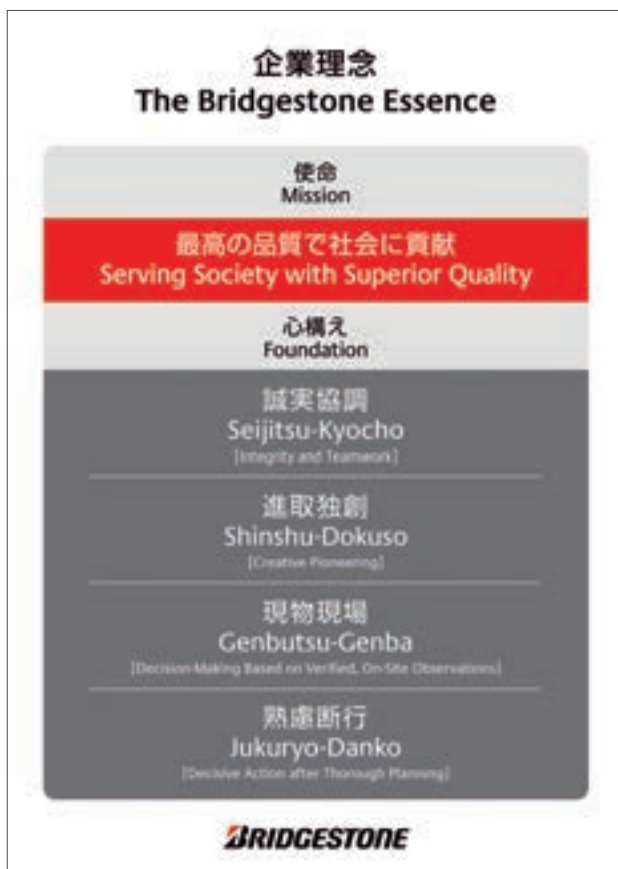 企業理念
The Bridgestone Essence
使命
Mission
最高の品質で社会に貢献
Serving Society with Superior Quality
心構え
Foundation
誠実協調
Seijitsu-Kyocho
[Integrity and Teamwork]
進取独創
Shinshu-Dokuso
[Creative Pioneering]
現物現場
Genbutsu-Genba
[Decision-Making Based on Verified, On-Site Observations]
熟慮断行
Jukuryo-Danko
[Decisive Action after Thorough Planning]
BRIDGESTONE